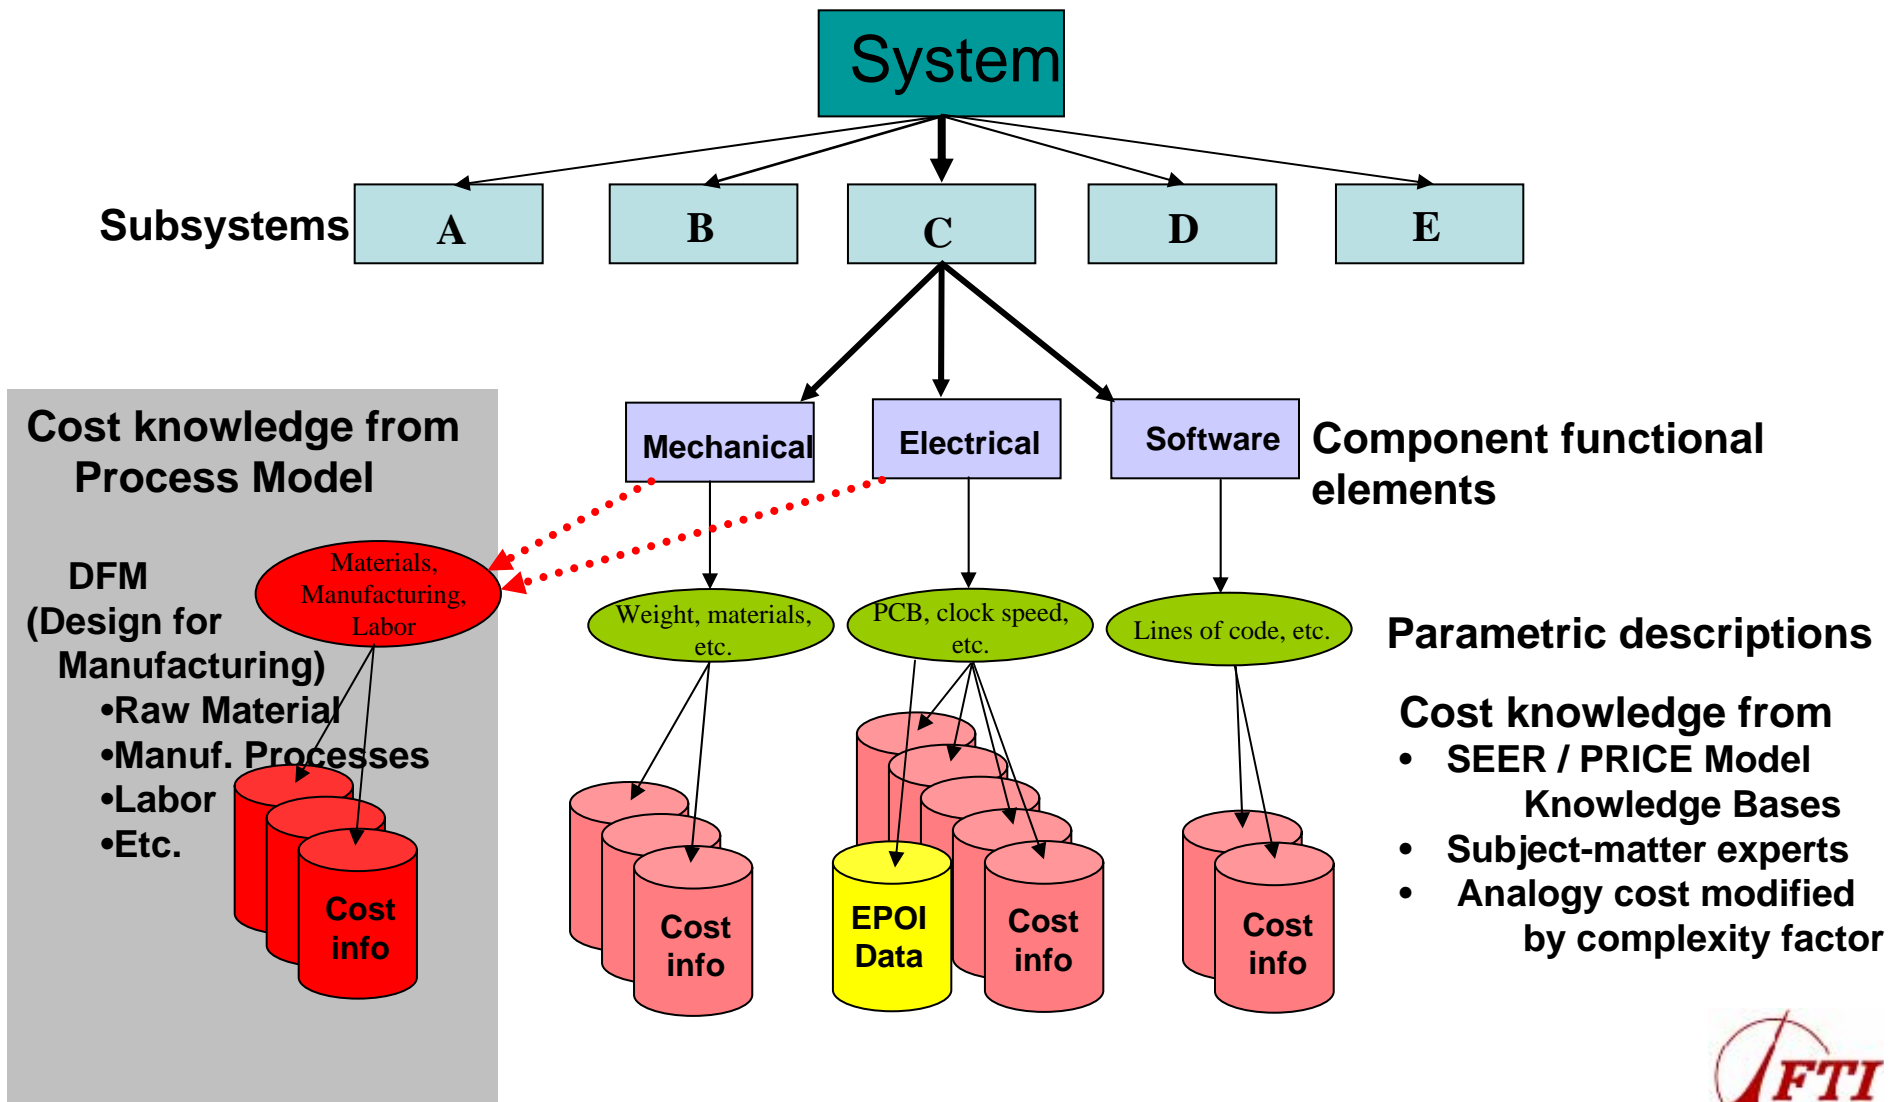 System
Subsystems
A
B
C
D
E
Cost knowledge from
Process Model
Mechanical
Electrical
Software
Component functional
elements
DFM
(Design for
Manufacturing)
•Raw Material
•Manuf. Processes
•Labor
•Etc.
Materials,
Manufacturing,
Labor
Weight, materials,
etc.
PCB, clock speed,
etc.
Lines of code, etc.
Parametric descriptions
Cost knowledge from
• SEER / PRICE Model
Knowledge Bases
• Subject-matter experts
• Analogy cost modified
by complexity factor
Cost
info
Cost
info
EPOI
Data
Cost
info
Cost
info
FTI